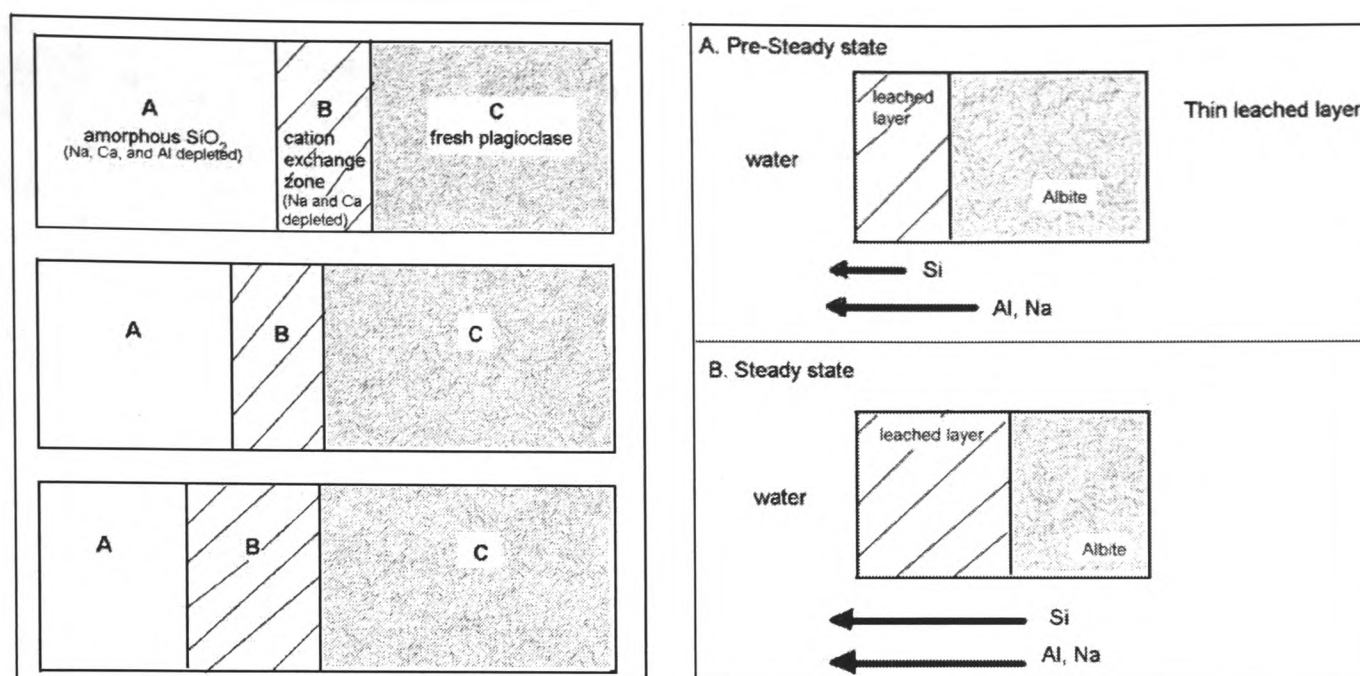 A
amorphous SiO₂
(Na, Ca, and Al depleted)
B
cation
exchange
zone
(Na and Ca
depleted)
C
fresh plagioclase
A
B
C
A
B
C
A. Pre-Steady state
leached
layer
Thin leached layer
water
Albite
Si
Al, Na
B. Steady state
leached layer
water
Albite
Si
Al, Na